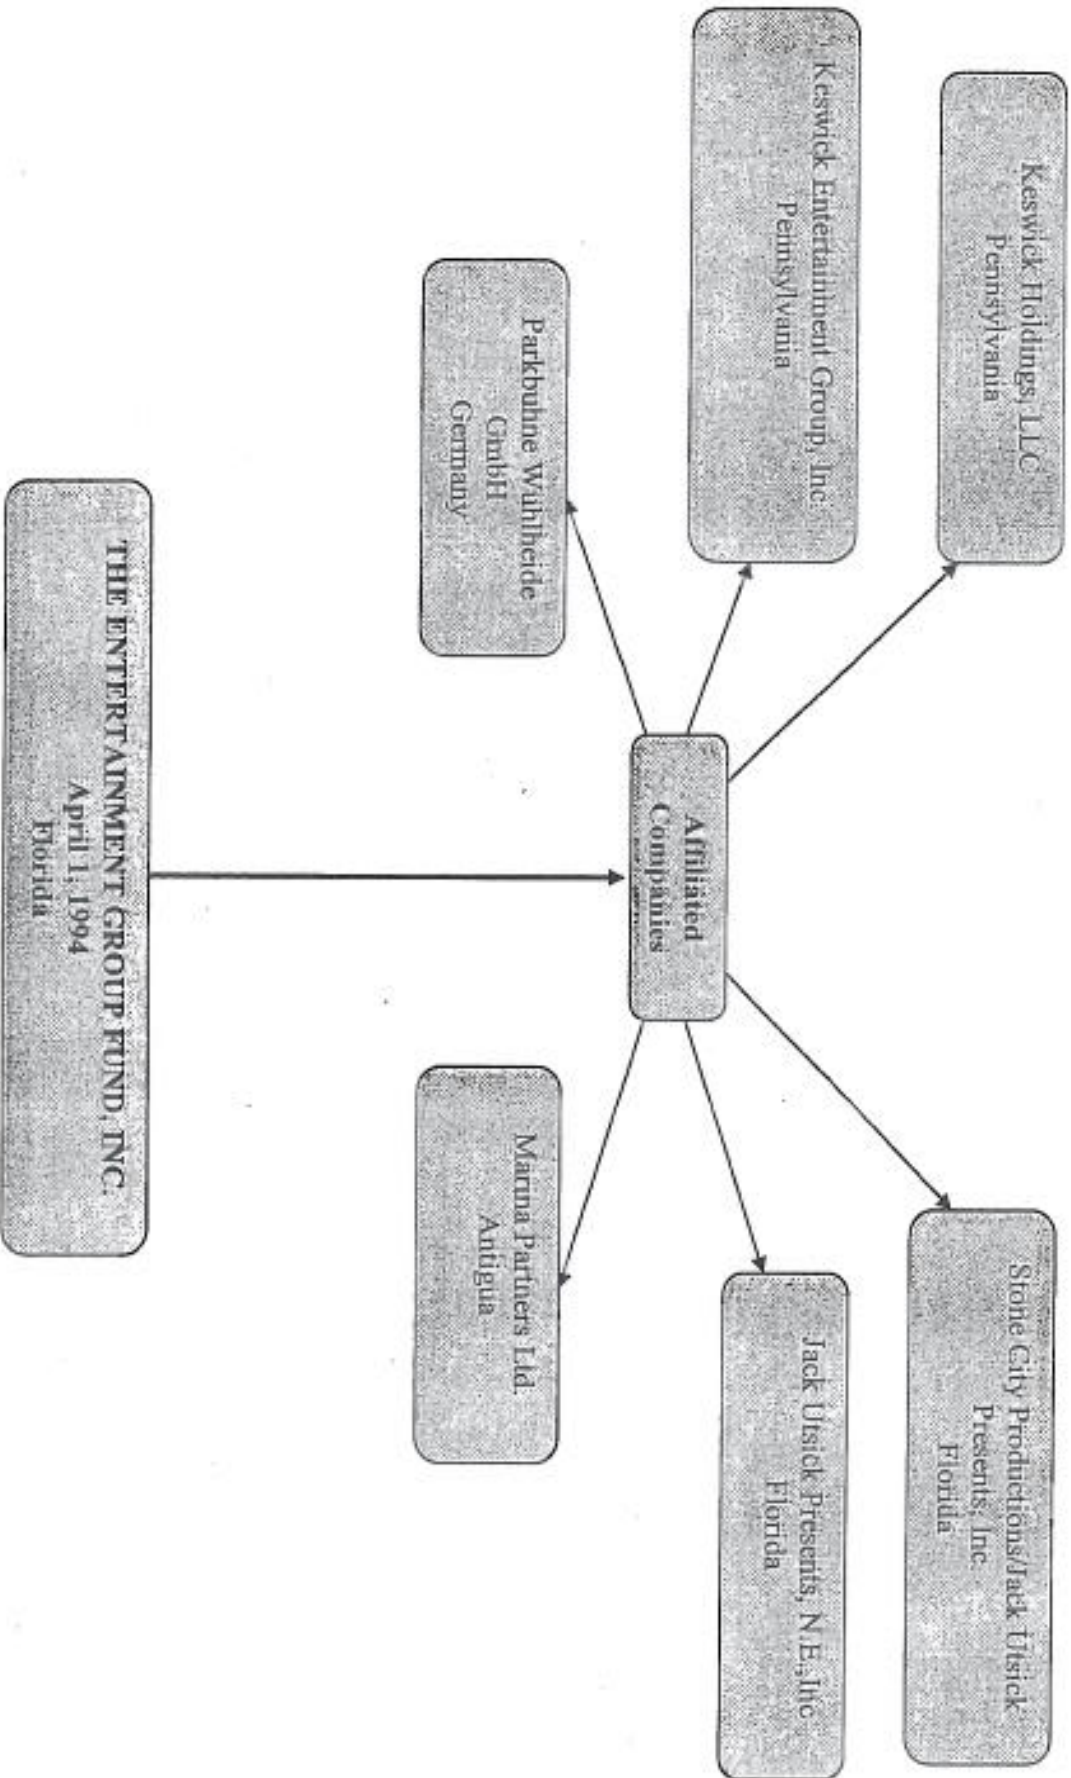 Keswick Holdings, LLC
Pennsylvania
Stone City Productions/Jack Utsick
Presents, Inc.
Florida
Keswick Entertainment Group, Inc
Pennsylvania
Jack Utsick Presents, N.E.,Inc
Florida
Affiliated
Companies
Parkbuhne Wuhlheide
GmbH
Germany
Marina Partners Ltd.
Antigua
THE ENTERTAINMENT GROUP FUND, INC.
April 1, 1994
Florida